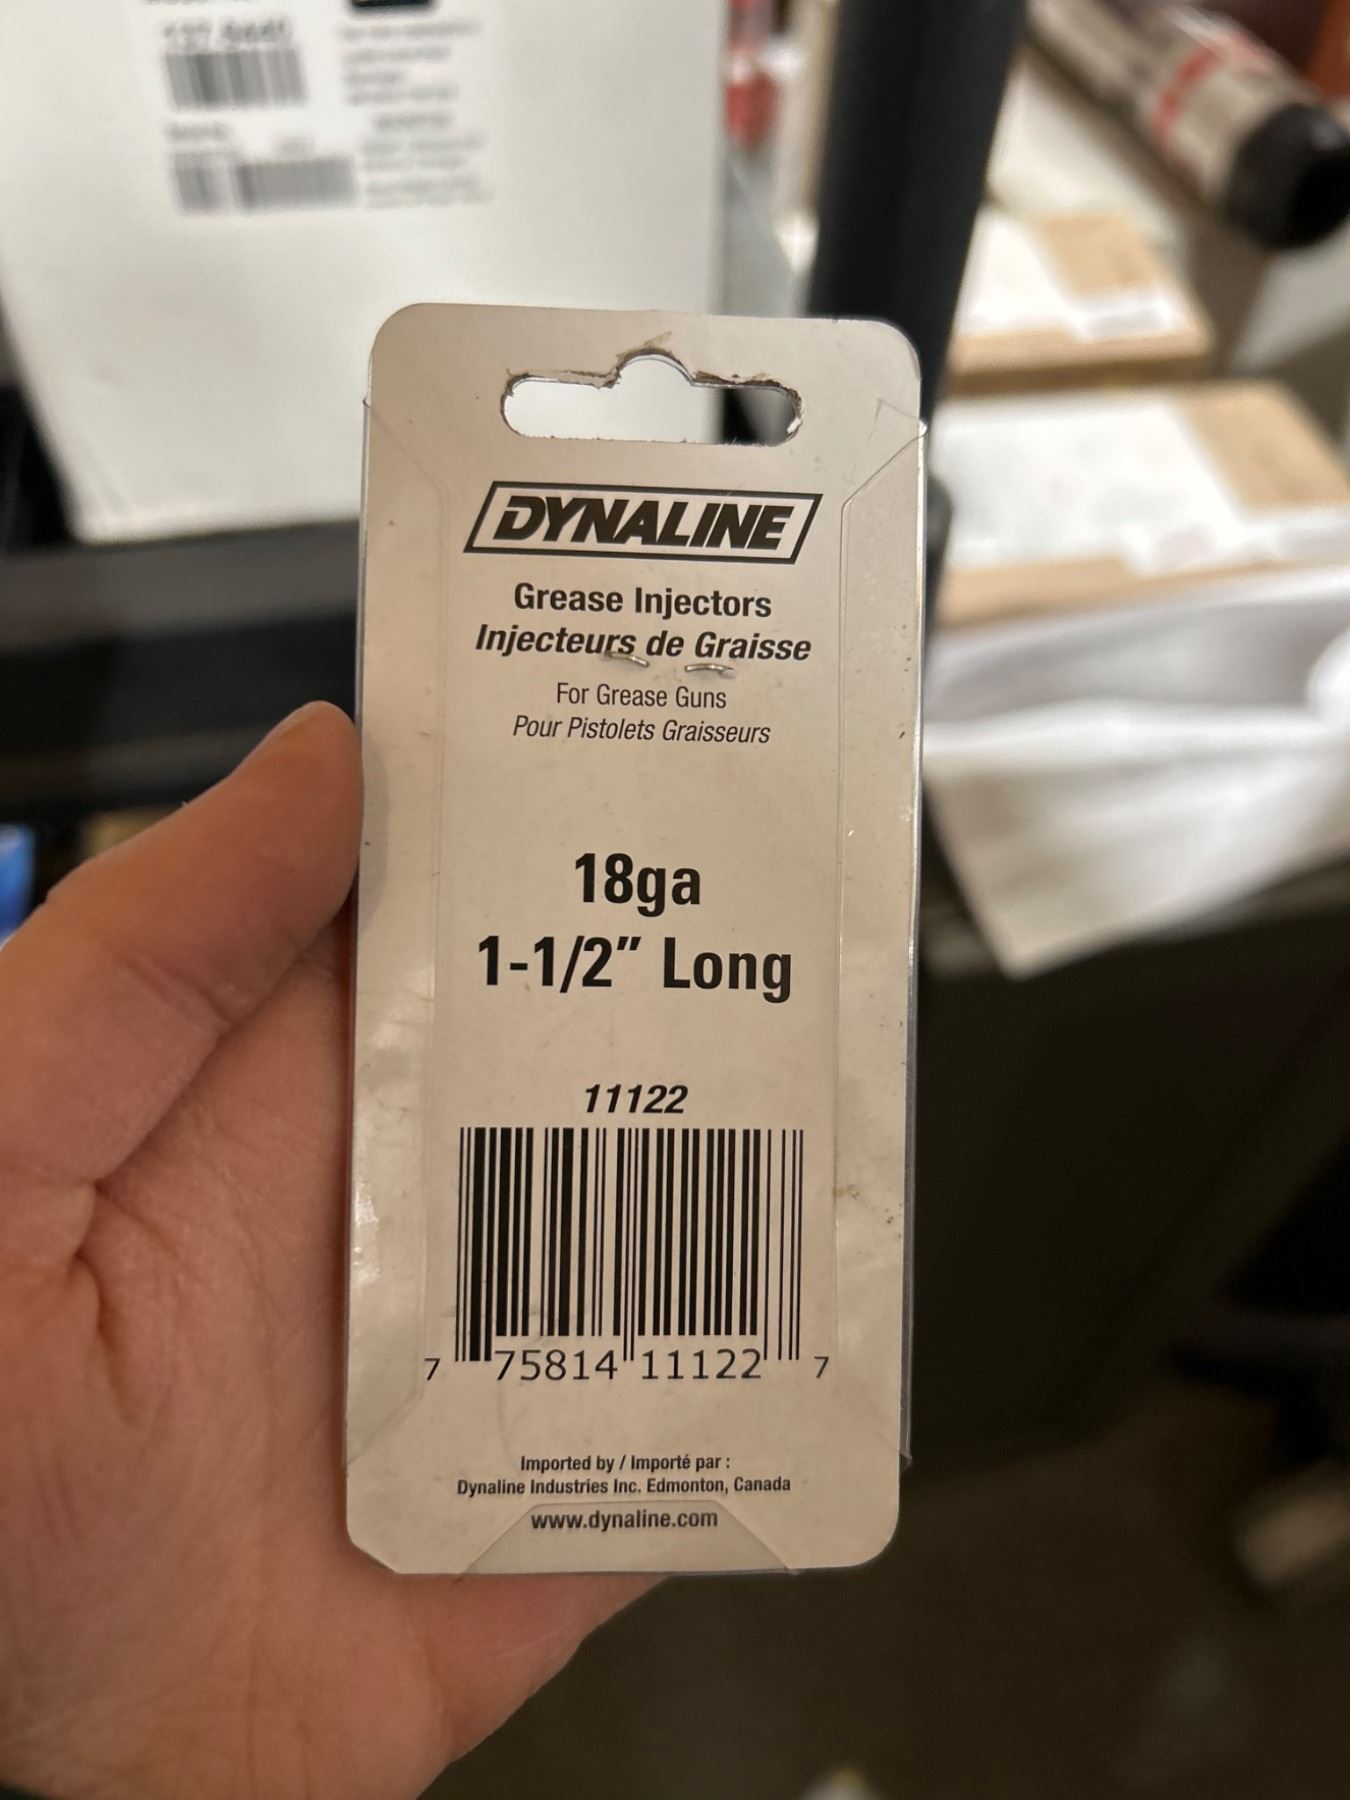 DYNALINE
Grease Injectors
Injecteurs de Graisse
For Grease Guns
Pour Pistolets Graisseurs
18ga
1-1/2" Long
11122
7 75814 11122 7
Imported by / Importé par :
Dynaline Industries Inc. Edmonton, Canada
www.dynaline.com